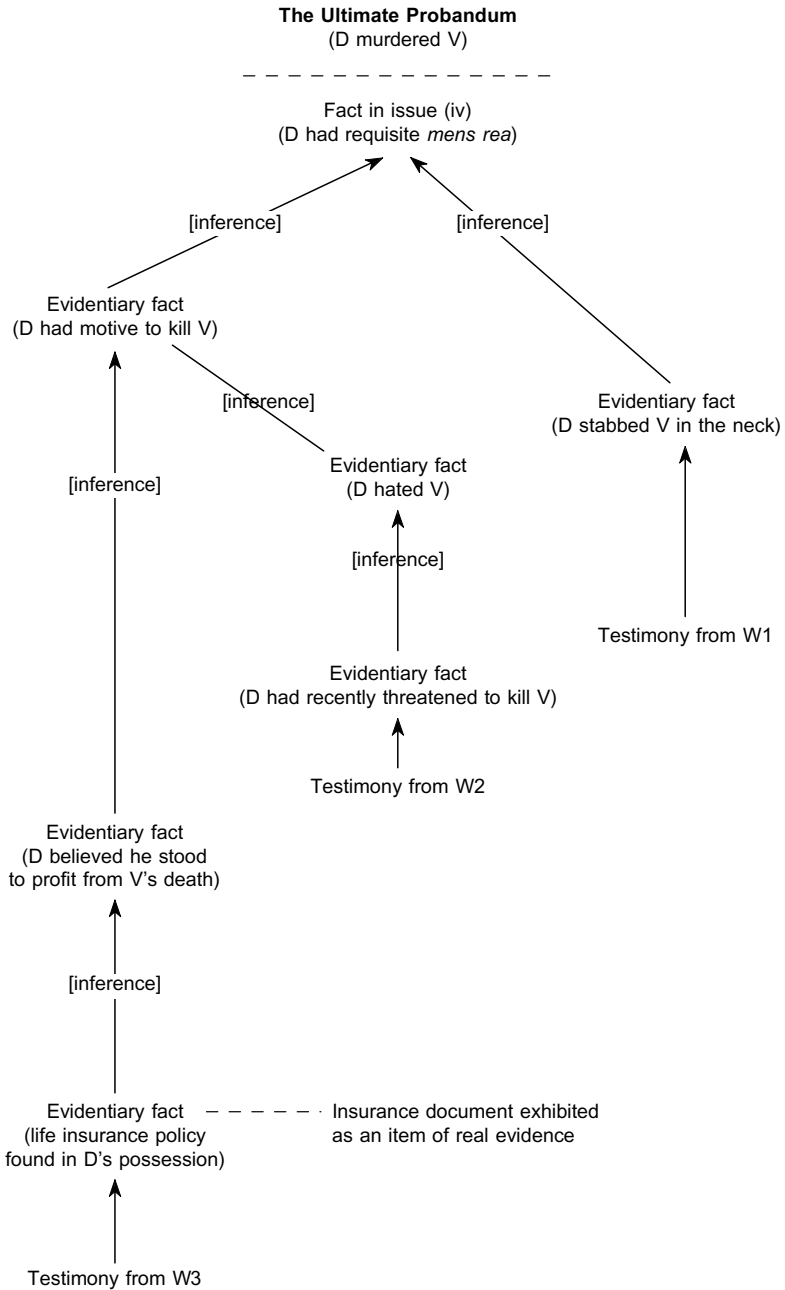 The Ultimate Probandum
(D murdered V)
Fact in issue (iv)
(D had requisite mens rea)
[inference]
[inference]
Evidentiary fact
(D had motive to kill V)
[inference]
Evidentiary fact
(D stabbed V in the neck)
Evidentiary fact
(D hated V)
[inference]
[inference]
Testimony from W1
Evidentiary fact
(D had recently threatened to kill V)
Testimony from W2
Evidentiary fact
(D believed he stood
to profit from V's death)
[inference]
Evidentiary fact
(life insurance policy
found in D's possession)
Insurance document exhibited
as an item of real evidence
Testimony from W3